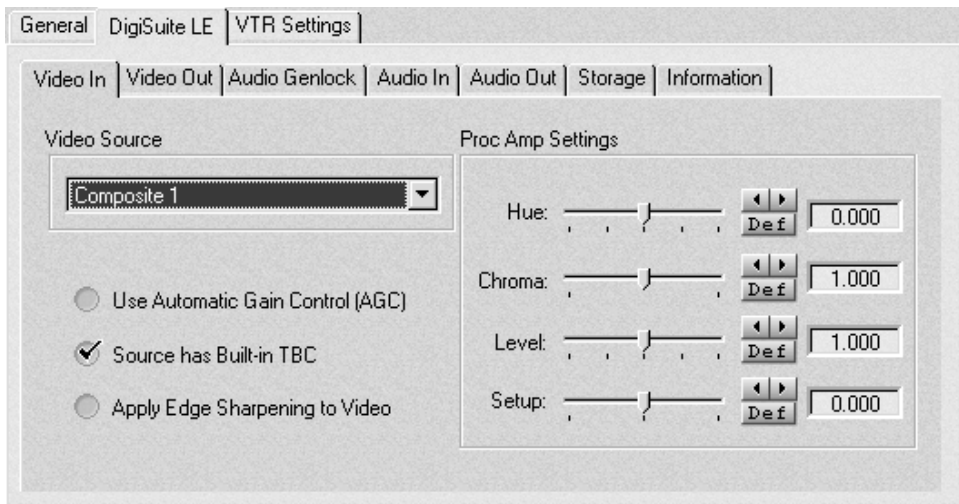 General DigiSuite LE VTR Settings
Video In Video Out Audio Genlock Audio In Audio Out Storage Information
Video Source
Composite 1
Use Automatic Gain Control (AGC)
Source has Built-in TBC
Apply Edge Sharpening to Video
Proc Amp Settings
Hue: Def 0.000
Chroma: Def 1.000
Level: Def 1.000
Setup: Def 0.000